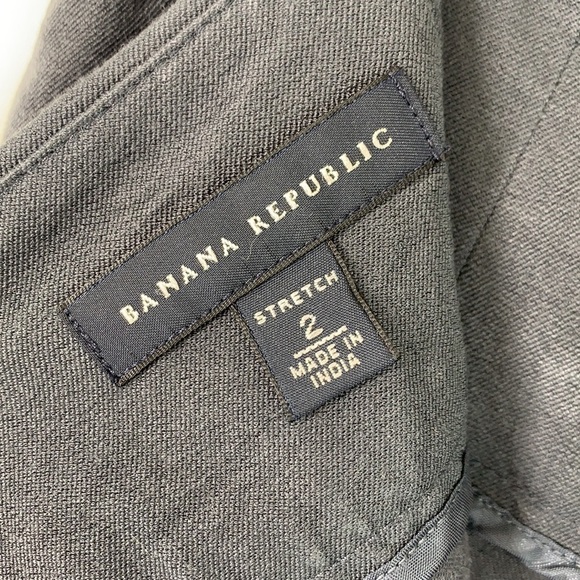 BANANA REPUBLIC
STRETCH
2
MADE IN
INDIA